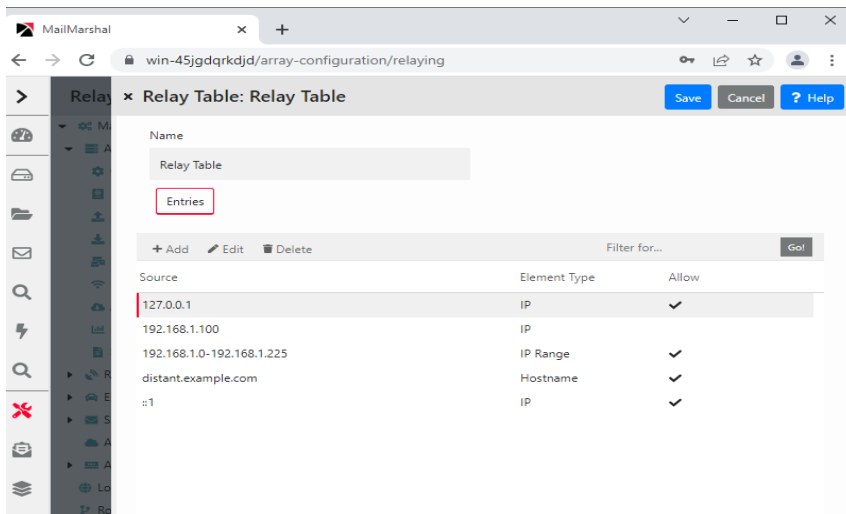 MailMarshal
win-45jgdqrkdjd/array-configuration/relaying
Relay
Relay Table: Relay Table
Save
Cancel
? Help
Name
Relay Table
Entries
Add
Edit
Delete
Filter for...
Go!
Source Element Type Allow
127.0.0.1 IP
192.168.1.100 IP
192.168.1.0-192.168.1.225 IP Range
distant.example.com Hostname
::1 IP